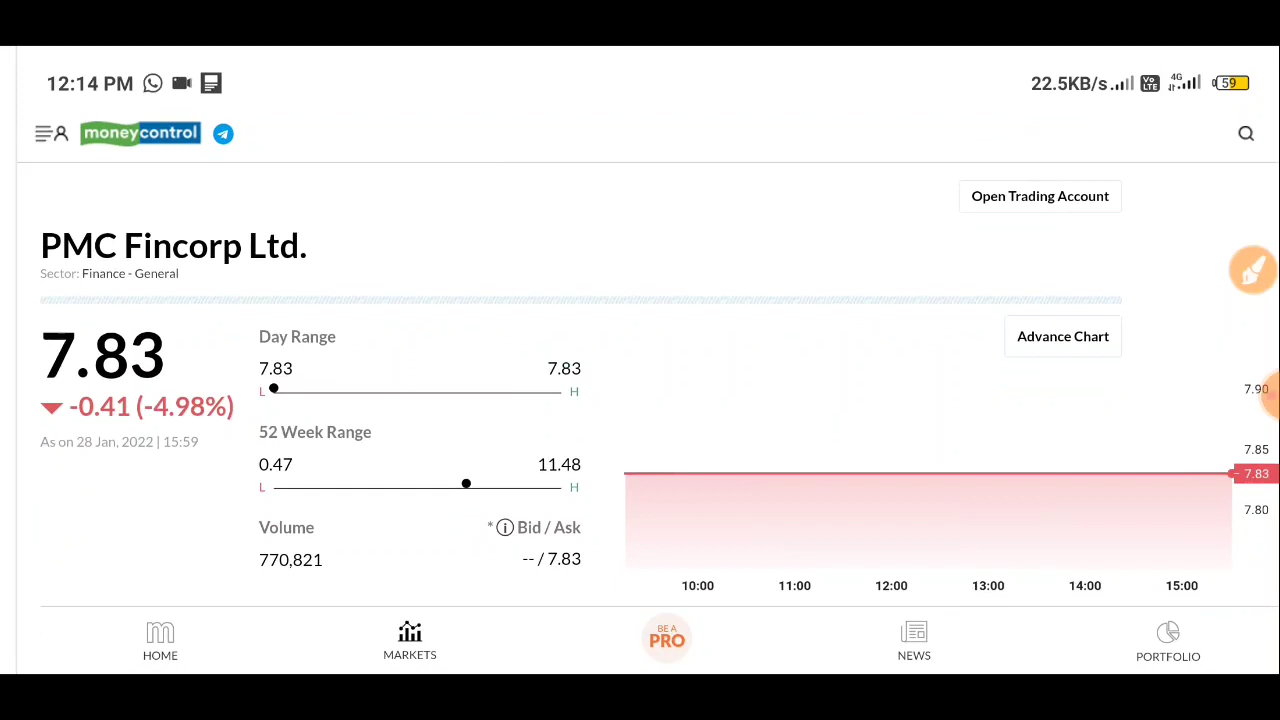 12:14 PM 22.5KB/s Vo LTE 4G 59
moneycontrol
Open Trading Account
PMC Fincorp Ltd.
Sector: Finance - General
7.83
-0.41 (-4.98%)
As on 28 Jan, 2022 | 15:59
Day Range
7.83 7.83
L H
52 Week Range
0.47 11.48
L H
Volume * i Bid / Ask
770,821 -- / 7.83
Advance Chart
7.90
7.85
7.83
7.80
10:00 11:00 12:00 13:00 14:00 15:00
HOME
MARKETS
BE A
PRO
NEWS
PORTFOLIO